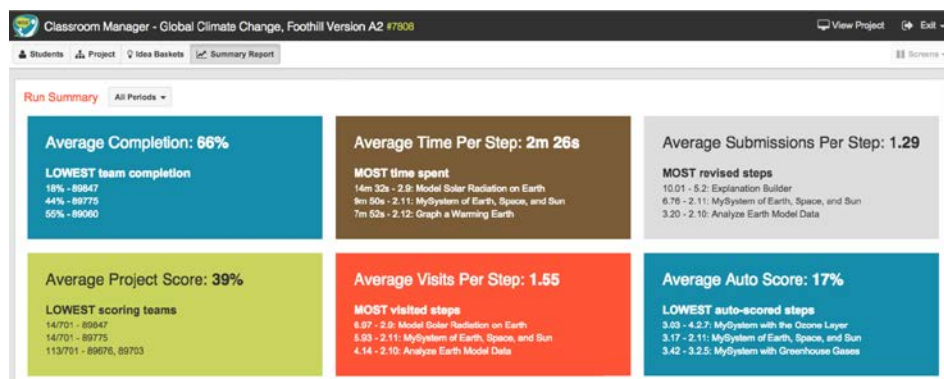 Classroom Manager - Global Climate Change, Foothill Version A2 #7808
View Project Exit
Students Project Idea Baskets Summary Report
Screens
Run Summary All Periods
Average Completion: 66%
LOWEST team completion
18% - 89847
44% - 89775
55% - 89060
Average Time Per Step: 2m 26s
MOST time spent
14m 32s - 2.9: Model Solar Radiation on Earth
9m 50s - 2.11: MySystem of Earth, Space, and Sun
7m 52s - 2.12: Graph a Warming Earth
Average Submissions Per Step: 1.29
MOST revised steps
10.01 - 5.2: Explanation Builder
6.76 - 2.11: MySystem of Earth, Space, and Sun
3.20 - 2.10: Analyze Earth Model Data
Average Project Score: 39%
LOWEST scoring teams
14/701 - 89847
14/701 - 89775
113/701 - 89676, 89703
Average Visits Per Step: 1.55
MOST visited steps
6.97 - 2.9: Model Solar Radiation on Earth
5.93 - 2.11: MySystem of Earth, Space, and Sun
4.14 - 2.10: Analyze Earth Model Data
Average Auto Score: 17%
LOWEST auto-scored steps
3.03 - 4.2.7: MySystem with the Ozone Layer
3.17 - 2.11: MySystem of Earth, Space, and Sun
3.42 - 3.2.5: MySystem with Greenhouse Gases